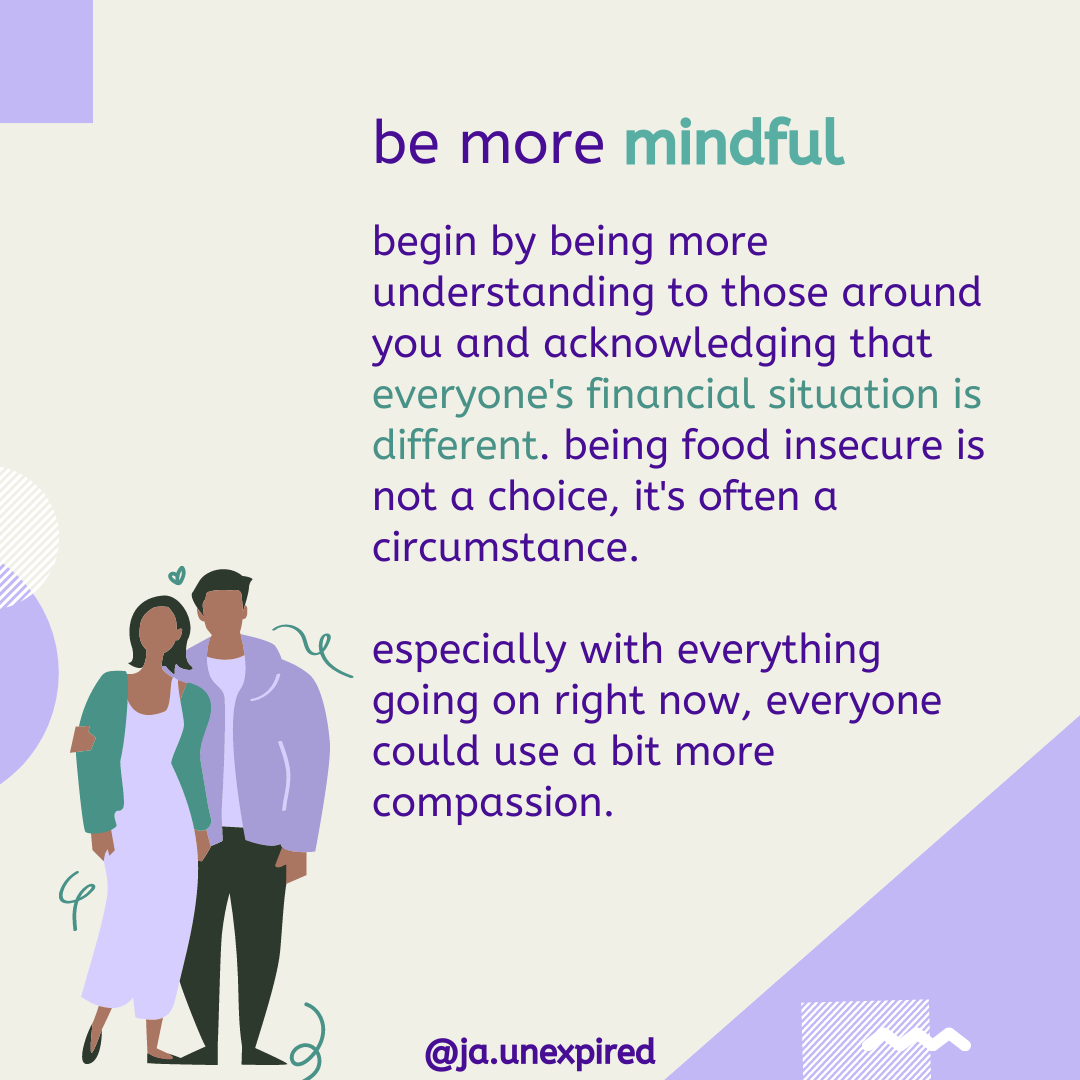 be more mindful
begin by being more
understanding to those around
you and acknowledging that
everyone's financial situation is
different. being food insecure is
not a choice, it's often a
circumstance.
especially with everything
going on right now, everyone
could use a bit more
compassion.
@ja.unexpired